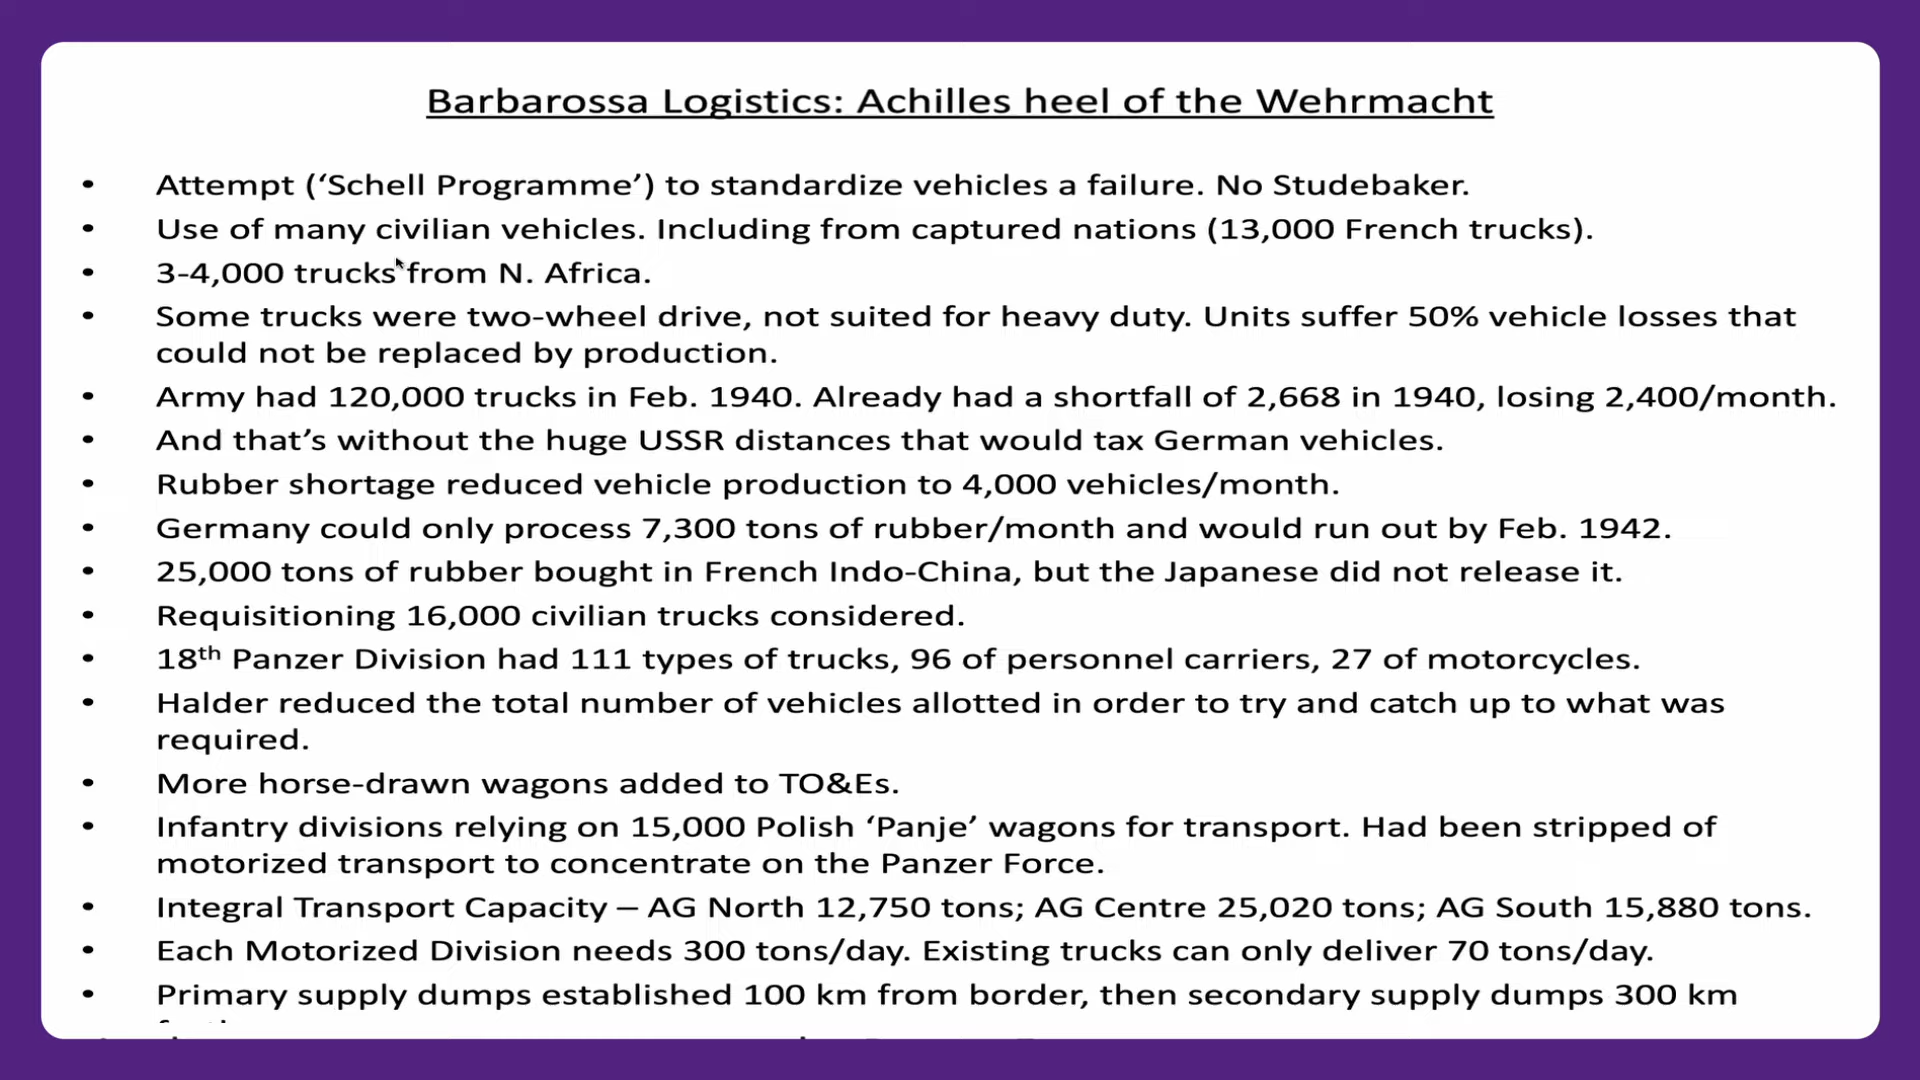 Barbarossa Logistics: Achilles heel of the Wehrmacht
• Attempt (‘Schell Programme’) to standardize vehicles a failure. No Studebaker.
• Use of many civilian vehicles. Including from captured nations (13,000 French trucks).
• 3-4,000 trucks from N. Africa.
• Some trucks were two-wheel drive, not suited for heavy duty. Units suffer 50% vehicle losses that
could not be replaced by production.
• Army had 120,000 trucks in Feb. 1940. Already had a shortfall of 2,668 in 1940, losing 2,400/month.
• And that’s without the huge USSR distances that would tax German vehicles.
• Rubber shortage reduced vehicle production to 4,000 vehicles/month.
• Germany could only process 7,300 tons of rubber/month and would run out by Feb. 1942.
• 25,000 tons of rubber bought in French Indo-China, but the Japanese did not release it.
• Requisitioning 16,000 civilian trucks considered.
• 18th Panzer Division had 111 types of trucks, 96 of personnel carriers, 27 of motorcycles.
• Halder reduced the total number of vehicles allotted in order to try and catch up to what was
required.
• More horse-drawn wagons added to TO&Es.
• Infantry divisions relying on 15,000 Polish ‘Panje’ wagons for transport. Had been stripped of
motorized transport to concentrate on the Panzer Force.
• Integral Transport Capacity – AG North 12,750 tons; AG Centre 25,020 tons; AG South 15,880 tons.
• Each Motorized Division needs 300 tons/day. Existing trucks can only deliver 70 tons/day.
• Primary supply dumps established 100 km from border, then secondary supply dumps 300 km